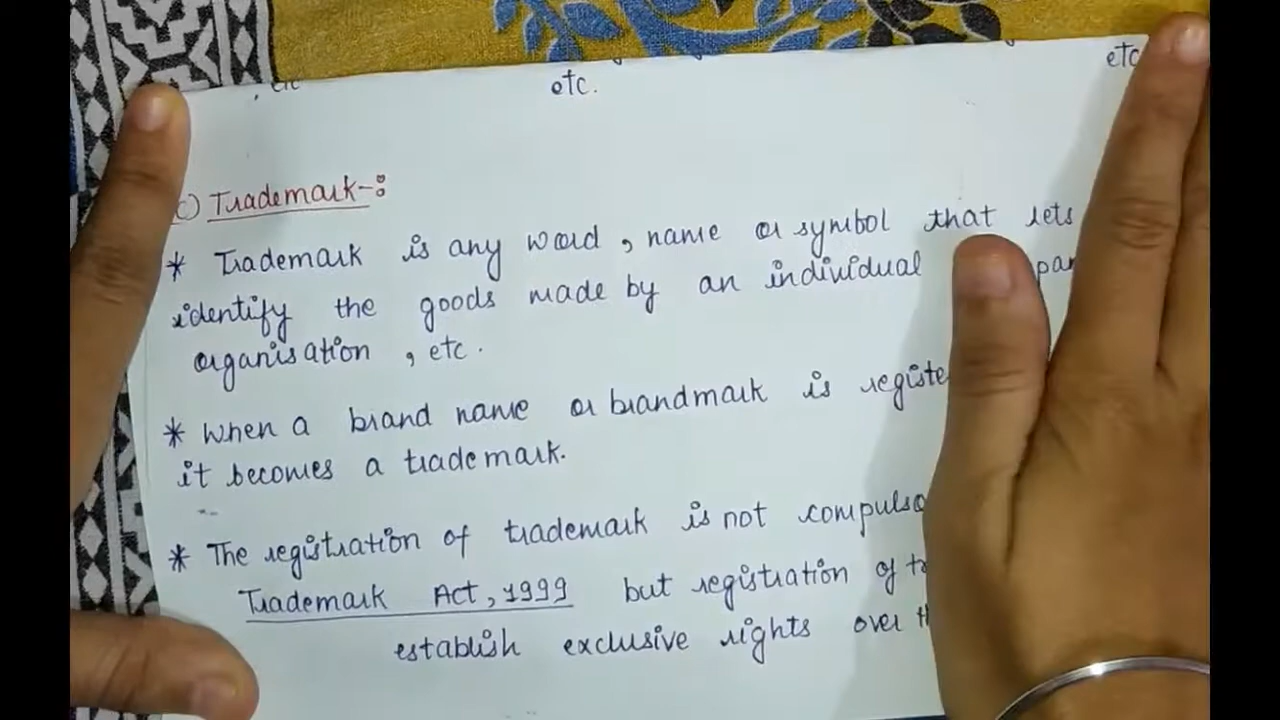 etc. etc
c) Trademark-:
* Trademark is any word, name or symbol that lets
identify the goods made by an individual
organisation, etc.
* When a brand name or brandmark is
it becomes a trademark.
* The registration of trademark is not
Trademark Act, 1999 but registration of
establish exclusive rights over